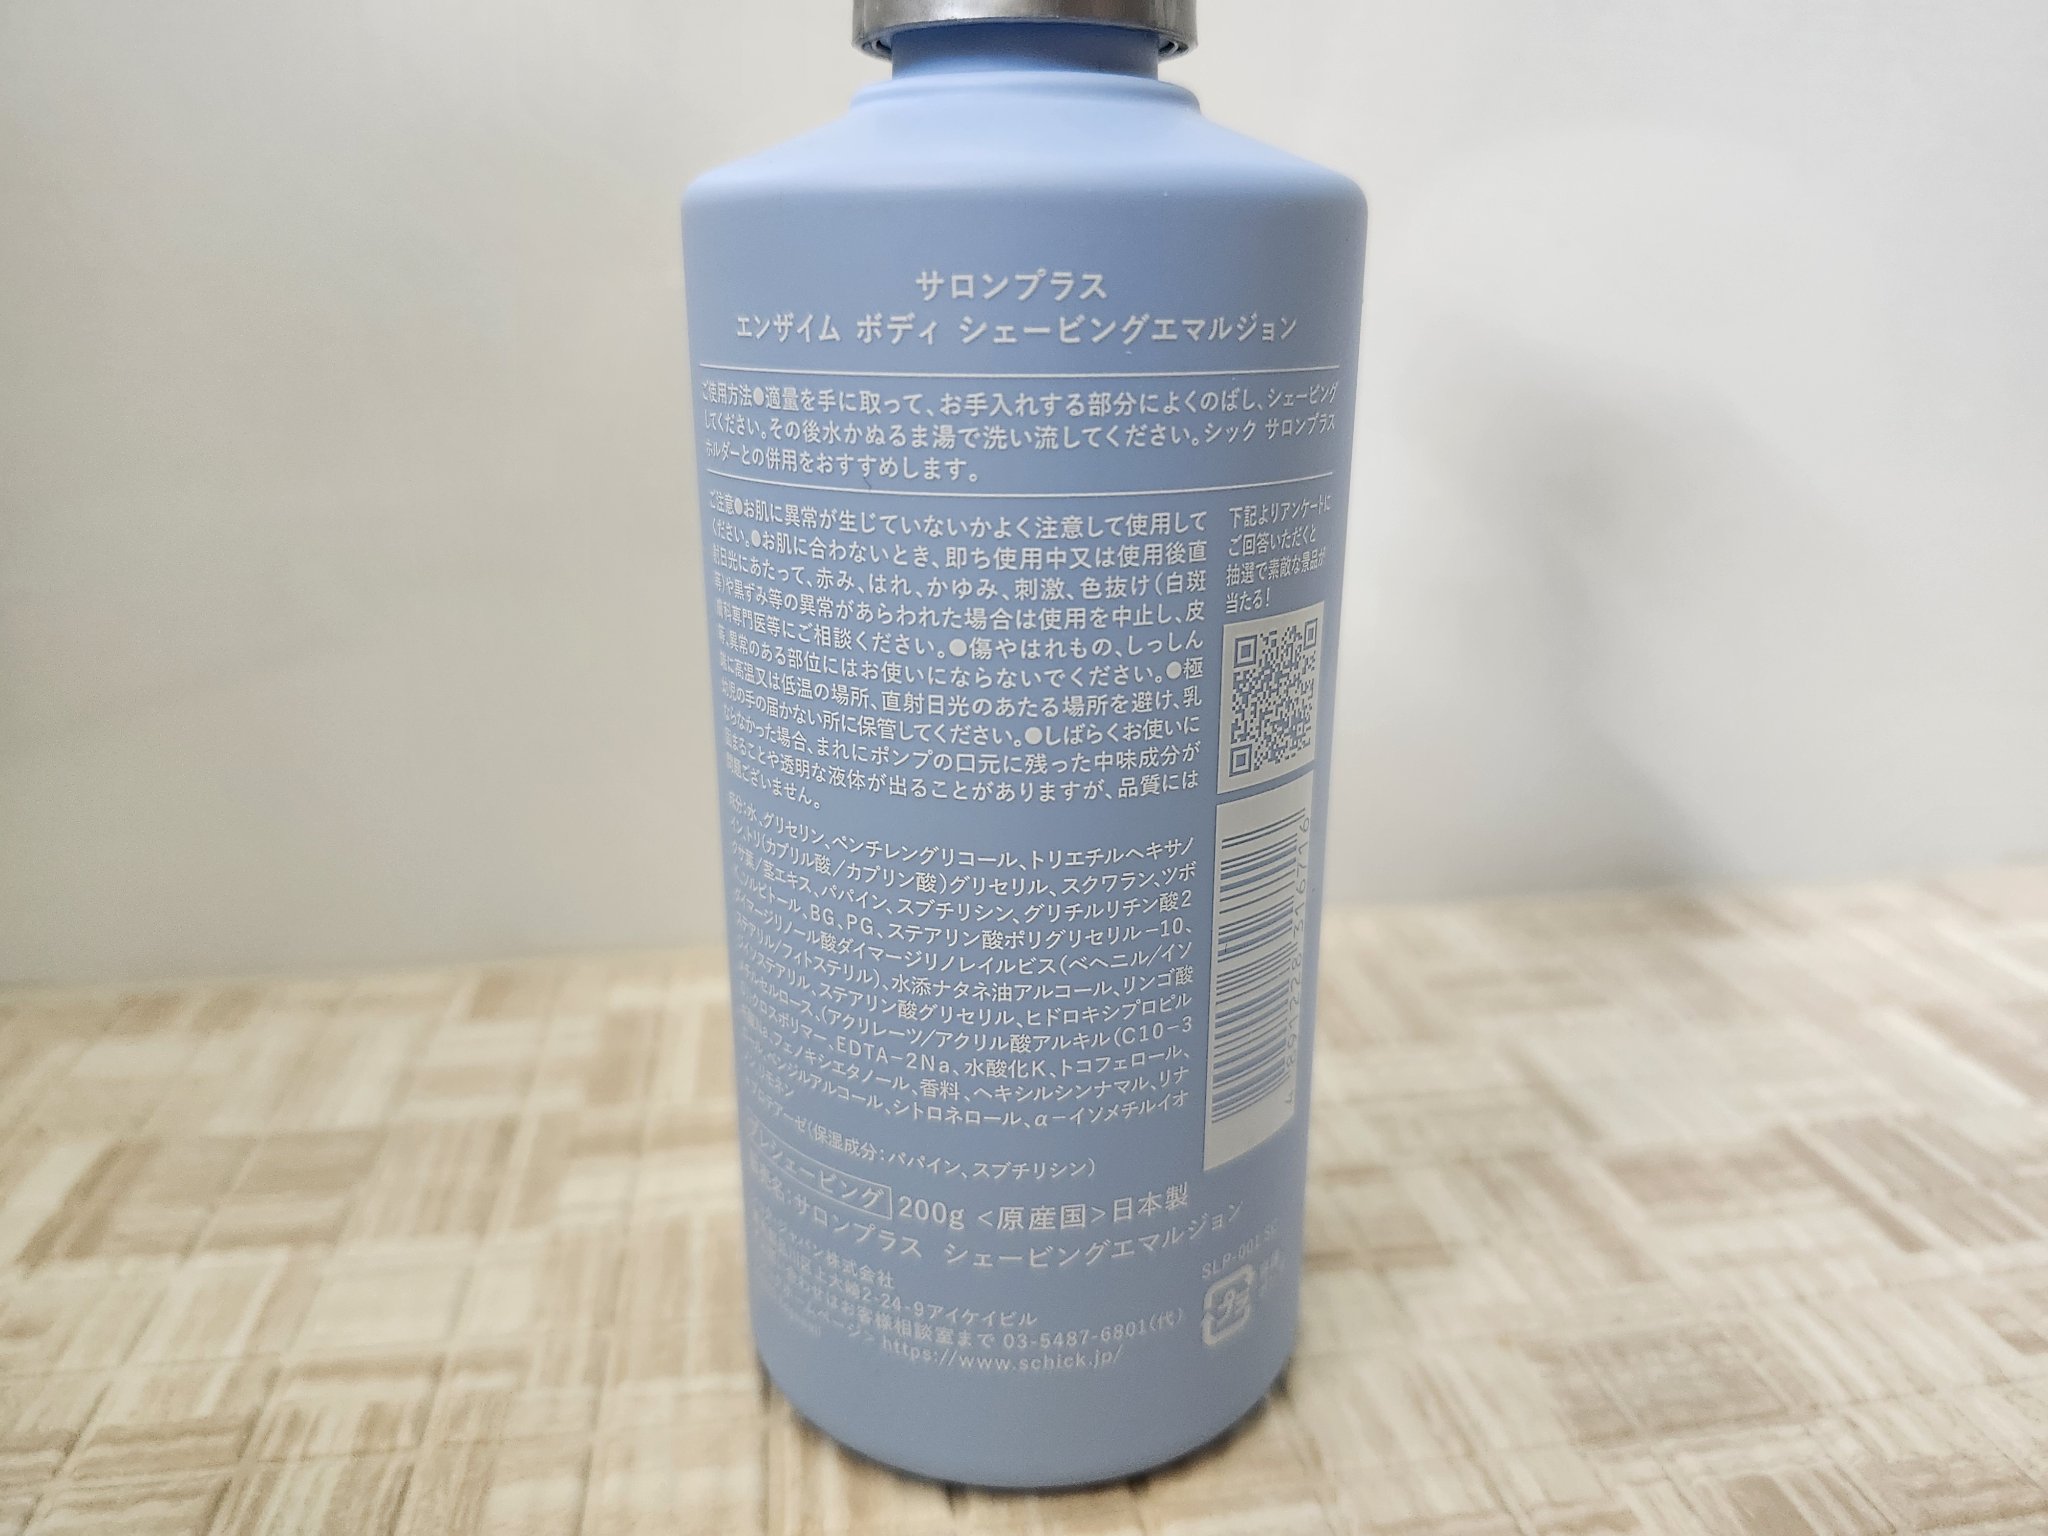 サロンプラス
エンザイム ボディ シェービングエマルジョン
ご使用方法●適量を手に取って、お手入れする部分によくのばし、シェービング
してください。その後水かぬるま湯で洗い流してください。シック サロンプラス
ホルダーとの併用をおすすめします。
ご注意●お肌に異常が生じていないかよく注意して使用して
ください。●お肌に合わないとき、即ち使用中又は使用後直
射日光にあたって、赤み、はれ、かゆみ、刺激、色抜け(白斑
等)や黒ずみ等の異常があらわれた場合は使用を中止し、皮
膚科専門医等にご相談ください。●傷やはれもの、しっしん
等、異常のある部位にはお使いにならないでください。●極
端に高温又は低温の場所、直射日光のあたる場所を避け、乳
幼児の手の届かない所に保管してください。●しばらくお使いに
ならなかった場合、まれにポンプの口元に残った中味成分が
固まることや透明な液体が出ることがありますが、品質には
問題ございません。
下記よりアンケートに
ご回答いただくと
抽選で素敵な景品が
当たる!
成分:水、グリセリン、ペンチレングリコール、トリエチルヘキサノ
イン、トリ(カプリル酸/カプリン酸)グリセリル、スクワラン、ツボ
クサ葉/茎エキス、パパイン、スブチリシン、グリチルリチン酸2
K、ソルビトール、BG、PG、ステアリン酸ポリグリセリル-10、
ダイマージリノール酸ダイマージリノレイルビス(ベヘニル/イソ
ステアリル/フィトステリル)、水添ナタネ油アルコール、リンゴ酸
ジイソステアリル、ステアリン酸グリセリル、ヒドロキシプロピル
メチルセルロース、(アクリレーツ/アクリル酸アルキル(C10-3
0))クロスポリマー、EDTA-2Na、水酸化K、トコフェロール、
Na、フェノキシエタノール、香料、ヘキシルシンナマル、リナ
ール、ベンジルアルコール、シトロネロール、α-イソメチルイオ
リモネン
プロテアーゼ(保湿成分:パパイン、スブチリシン)
プレシェービング 200g <原産国>日本製
名:サロンプラス シェービングエマルジョン
ジャパン株式会社
区上大崎2-24-9アイケイビル
合わせはお客様相談室まで 03-5487-6801(代)
ホームページ> https://www.schick.jp/
4 891228 316716
SLP-001